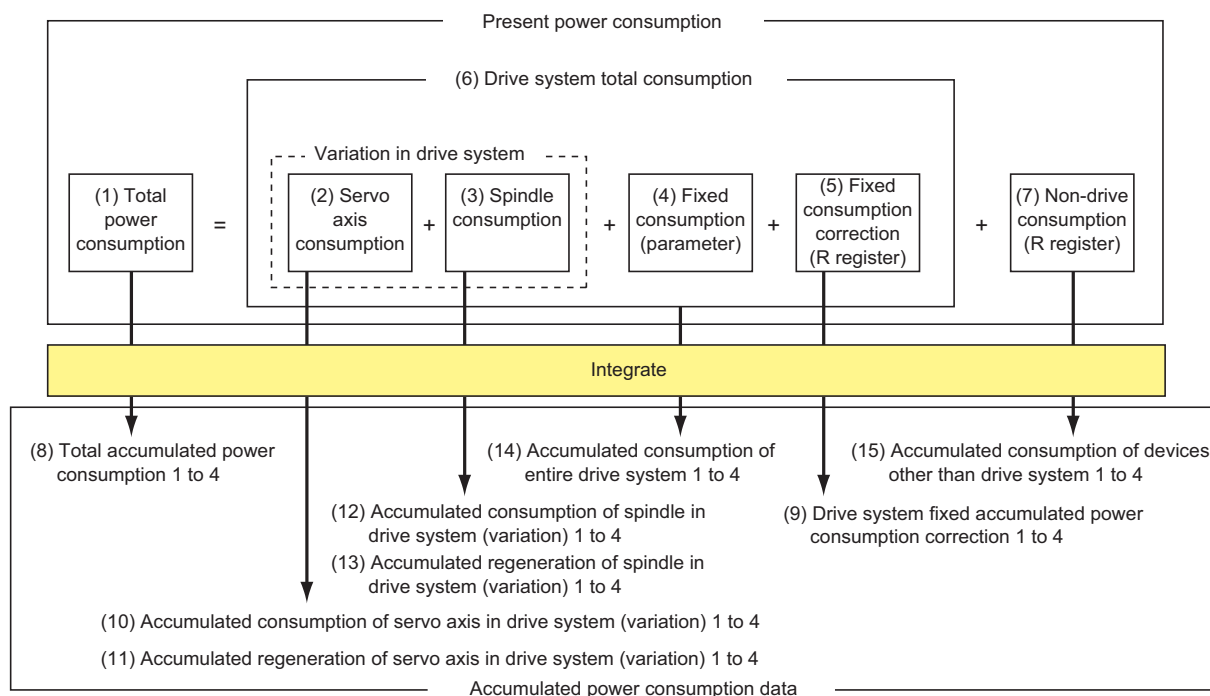 Present power consumption
(6) Drive system total consumption
Variation in drive system
(1) Total
power
consumption
=
(2) Servo
axis
consumption
+
(3) Spindle
consumption
+
(4) Fixed
consumption
(parameter)
+
(5) Fixed
consumption
correction
(R register)
+
(7) Non-drive
consumption
(R register)
Integrate
(8) Total accumulated power
consumption 1 to 4
(14) Accumulated consumption of
entire drive system 1 to 4
(15) Accumulated consumption of devices
other than drive system 1 to 4
(12) Accumulated consumption of spindle in
drive system (variation) 1 to 4
(13) Accumulated regeneration of spindle in
drive system (variation) 1 to 4
(9) Drive system fixed accumulated power
consumption correction 1 to 4
(10) Accumulated consumption of servo axis in drive system (variation) 1 to 4
(11) Accumulated regeneration of servo axis in drive system (variation) 1 to 4
Accumulated power consumption data